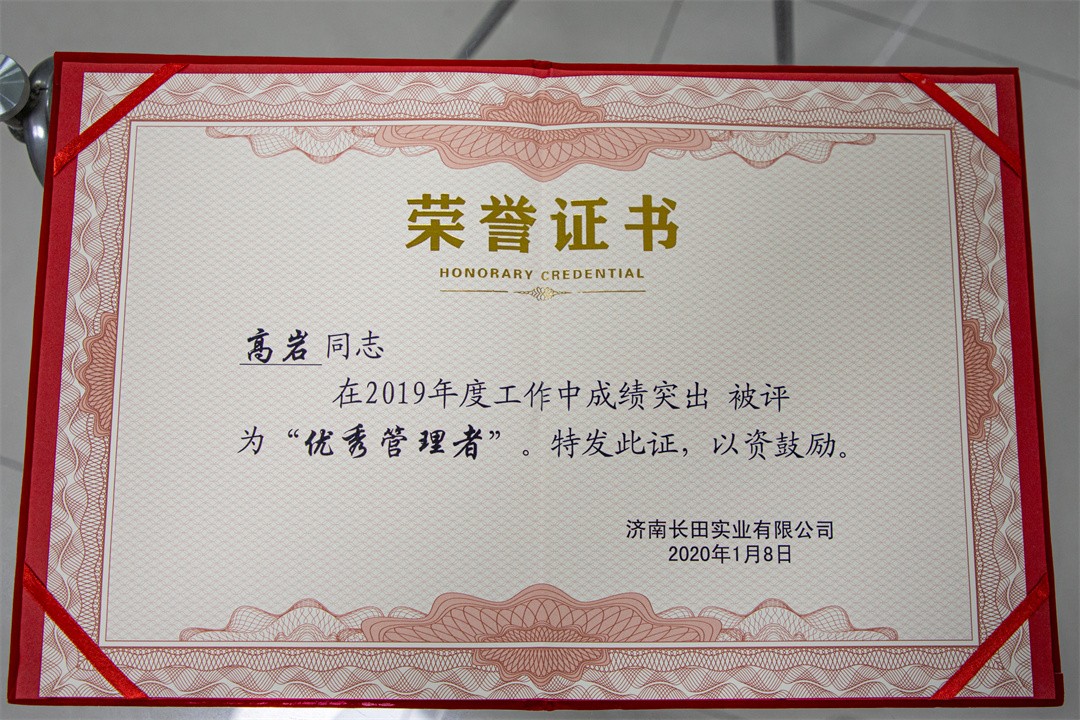 荣誉证书
HONORARY CREDENTIAL
高岩 同志
在2019年度工作中成绩突出 被评
为“优秀管理者”。特发此证，以资鼓励。
济南长田实业有限公司
2020年1月8日